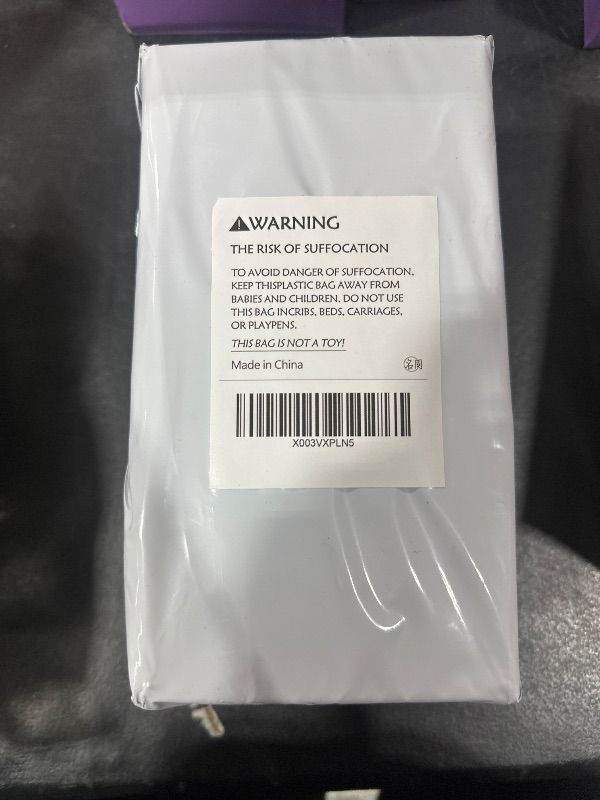 WARNING
THE RISK OF SUFFOCATION
TO AVOID DANGER OF SUFFOCATION,
KEEP THISPLASTIC BAG AWAY FROM
BABIES AND CHILDREN. DO NOT USE
THIS BAG INCRIBS, BEDS, CARRIAGES,
OR PLAYPENS.
THIS BAG IS NOT A TOY!
Made in China
X003VXPLN5